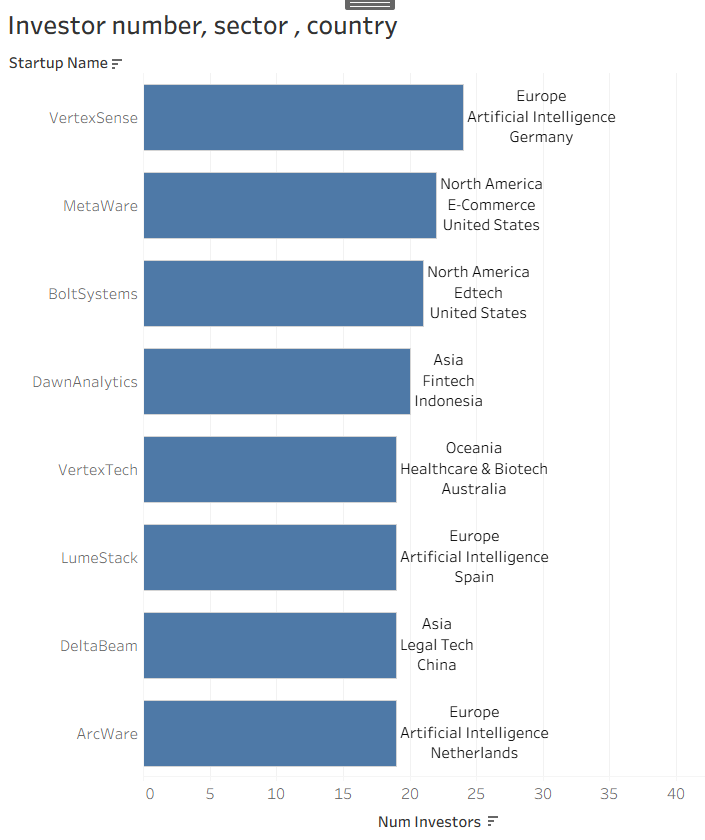 Investor number, sector , country
Startup Name
VertexSense
Europe
Artificial Intelligence
Germany
MetaWare
North America
E-Commerce
United States
BoltSystems
North America
Edtech
United States
DawnAnalytics
Asia
Fintech
Indonesia
VertexTech
Oceania
Healthcare & Biotech
Australia
LumeStack
Europe
Artificial Intelligence
Spain
DeltaBeam
Asia
Legal Tech
China
ArcWare
Europe
Artificial Intelligence
Netherlands
0 5 10 15 20 25 30 35 40
Num Investors